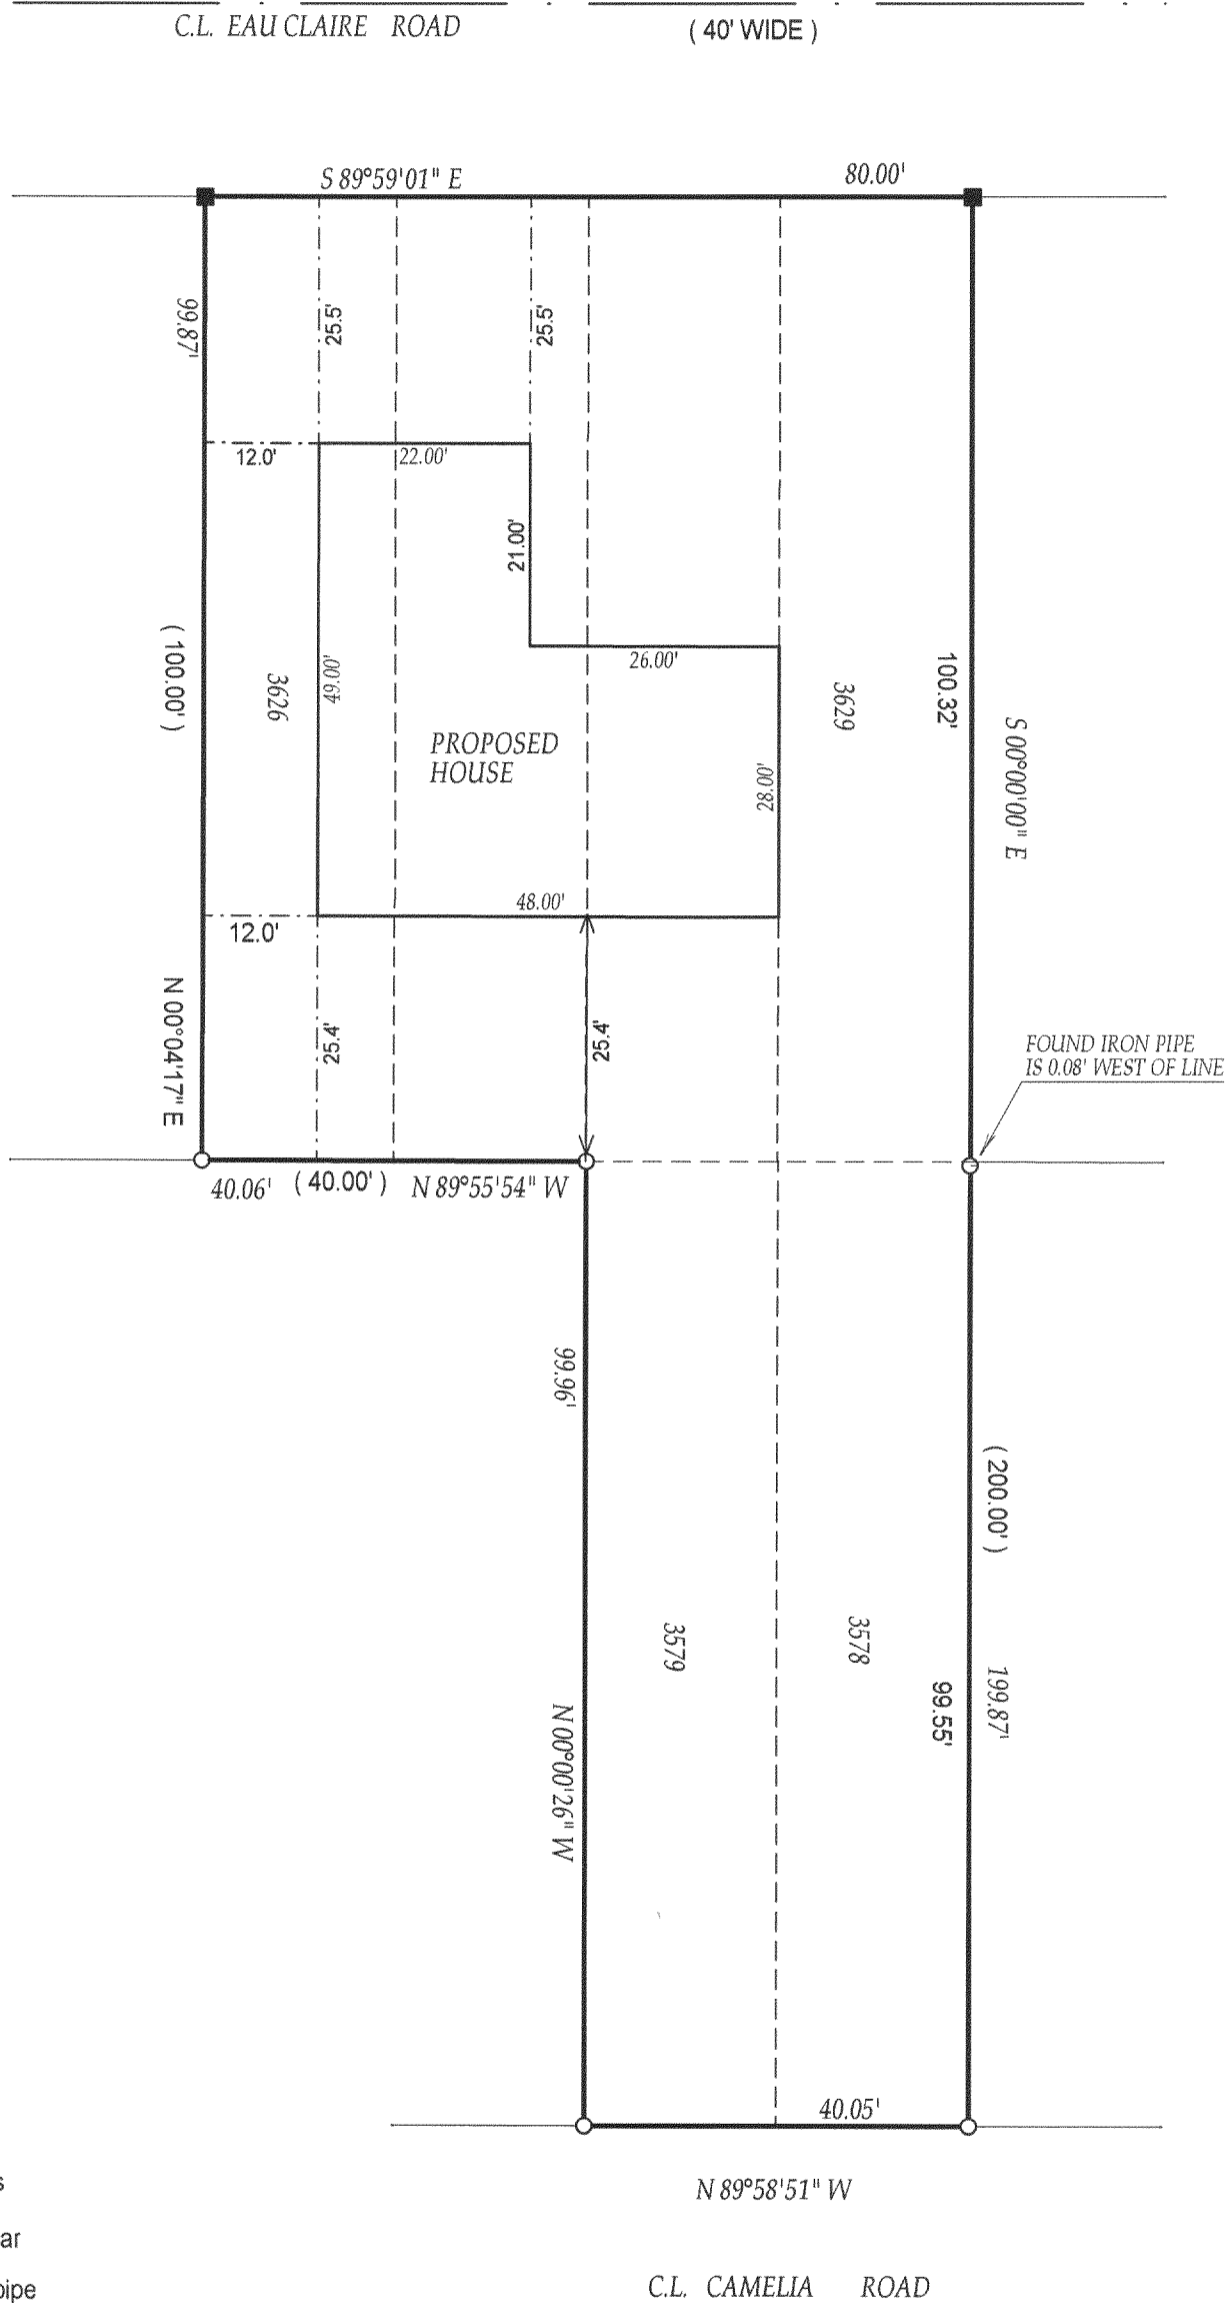 C.L. EAU CLAIRE ROAD
( 40' WIDE )
S 89°59'01" E
80.00'
99.87'
25.5'
25.5'
12.0'
22.00'
21.00'
( 100.00' )
3626
49.00'
26.00'
3629
100.32'
S 00°00'00" E
PROPOSED
HOUSE
28.00'
48.00'
12.0'
N 00°04'17" E
25.4'
25.4'
FOUND IRON PIPE
IS 0.08' WEST OF LINE
40.06'
( 40.00' )
N 89°55'54" W
99.96'
( 200.00' )
3579
3578
199.87'
99.55'
N 00°00'26" W
40.05'
N 89°58'51" W
s
ar
pipe
C.L. CAMELIA ROAD